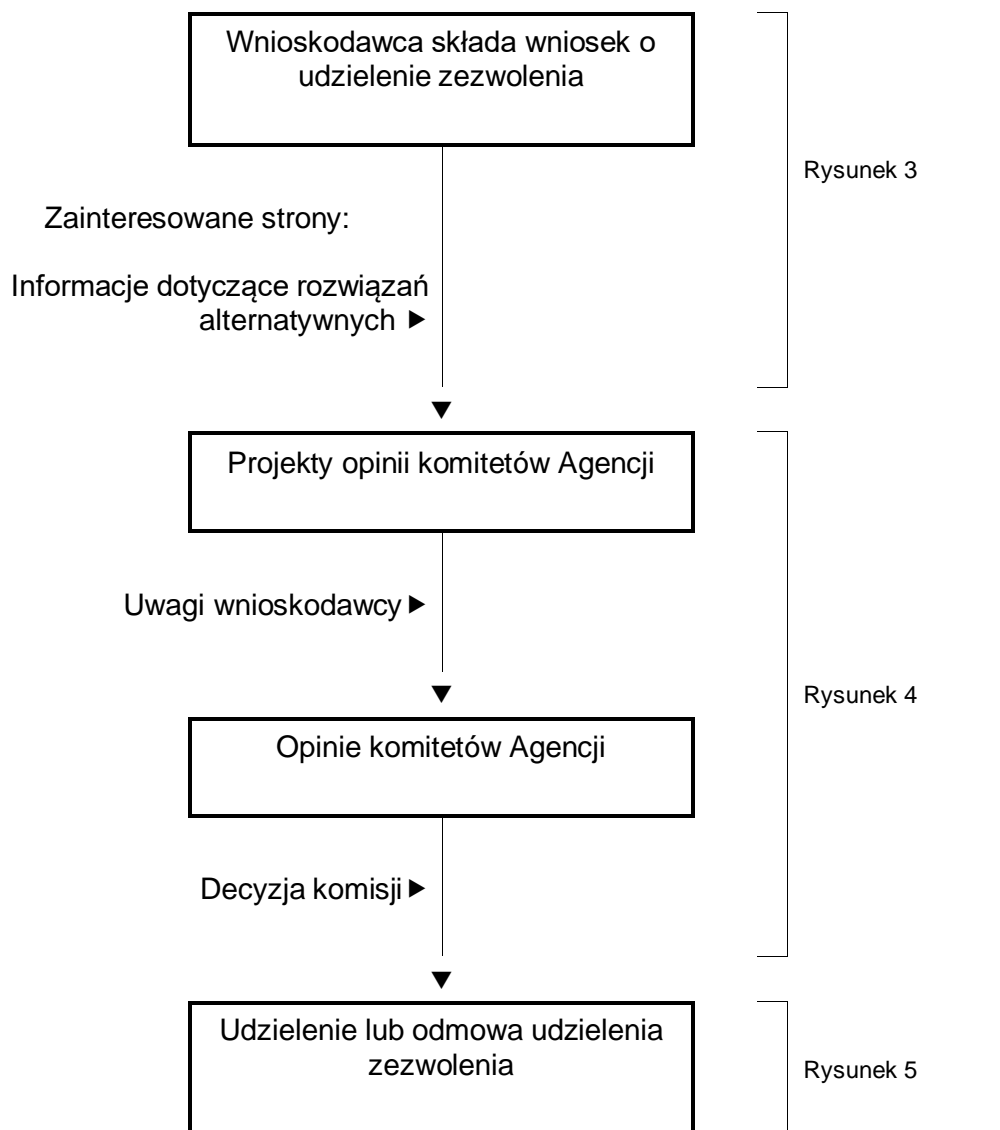 Wnioskodawca składa wniosek o
udzielenie zezwolenia
Rysunek 3
Zainteresowane strony:
Informacje dotyczące rozwiązań
alternatywnych
Projekty opinii komitetów Agencji
Uwagi wnioskodawcy
Rysunek 4
Opinie komitetów Agencji
Decyzja komisji
Udzielenie lub odmowa udzielenia
zezwolenia
Rysunek 5